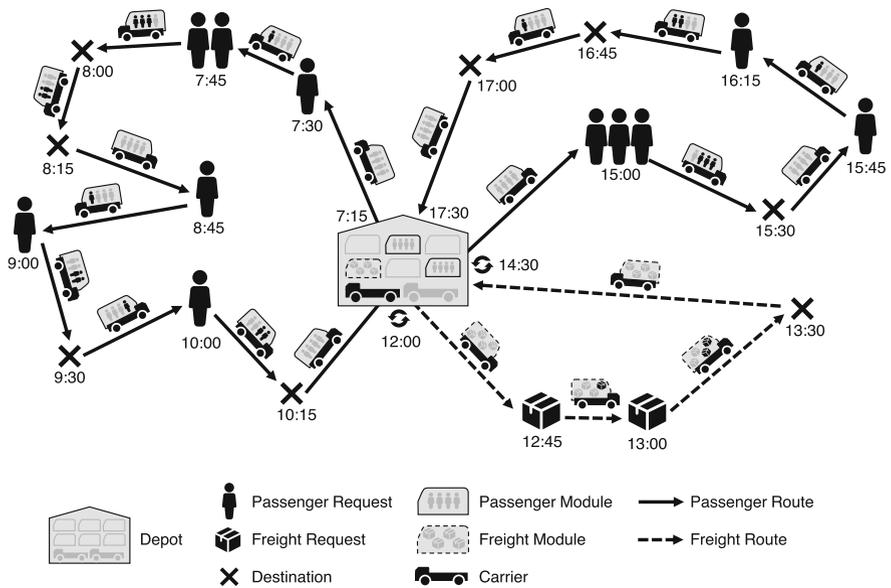 8:00
7:45
7:30
16:45
17:00
16:15
15:45
15:00
8:15
8:45
9:00
7:15
17:30
15:30
14:30
9:30
10:00
12:00
13:30
10:15
12:45
13:00
Depot
Passenger Request
Passenger Module
Passenger Route
Freight Request
Freight Module
Freight Route
Destination
Carrier